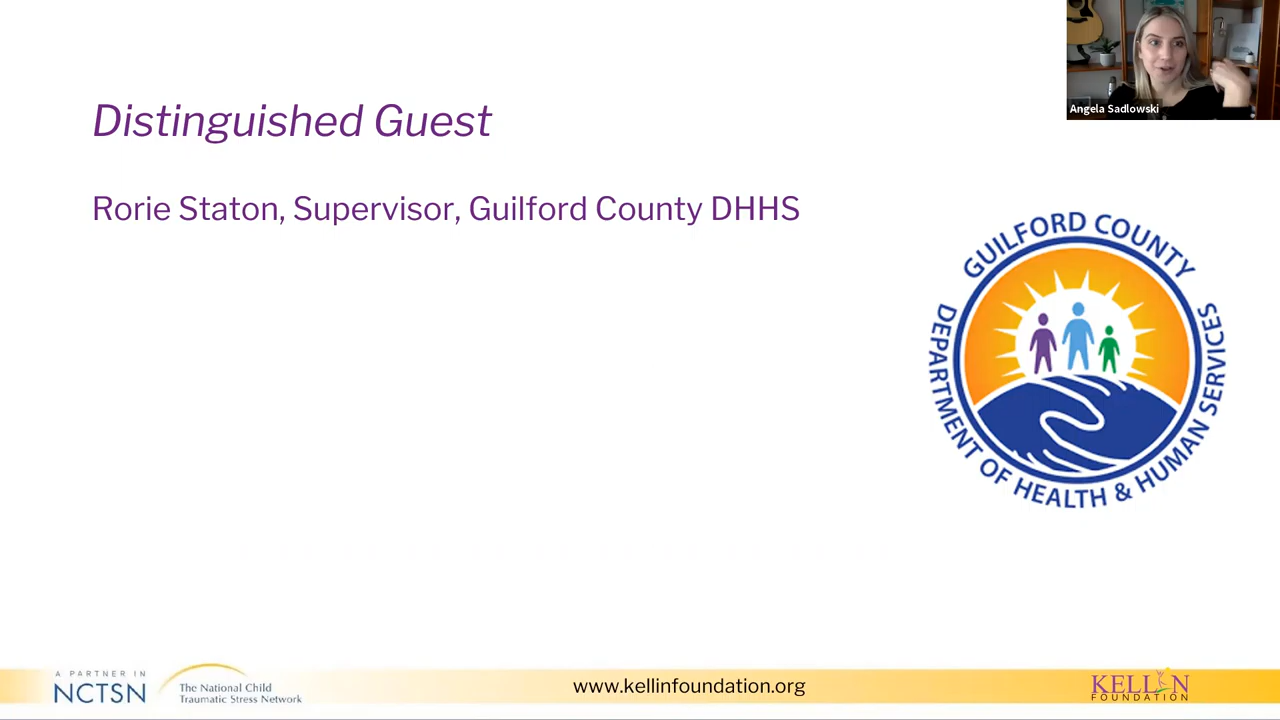 Angela Sadlowski
Distinguished Guest
Rorie Staton, Supervisor, Guilford County DHHS
GUILFORD COUNTY
DEPARTMENT OF HEALTH & HUMAN SERVICES
A PARTNER IN
NCTSN
The National Child
Traumatic Stress Network
www.kellinfoundation.org
KELLIN
FOUNDATION